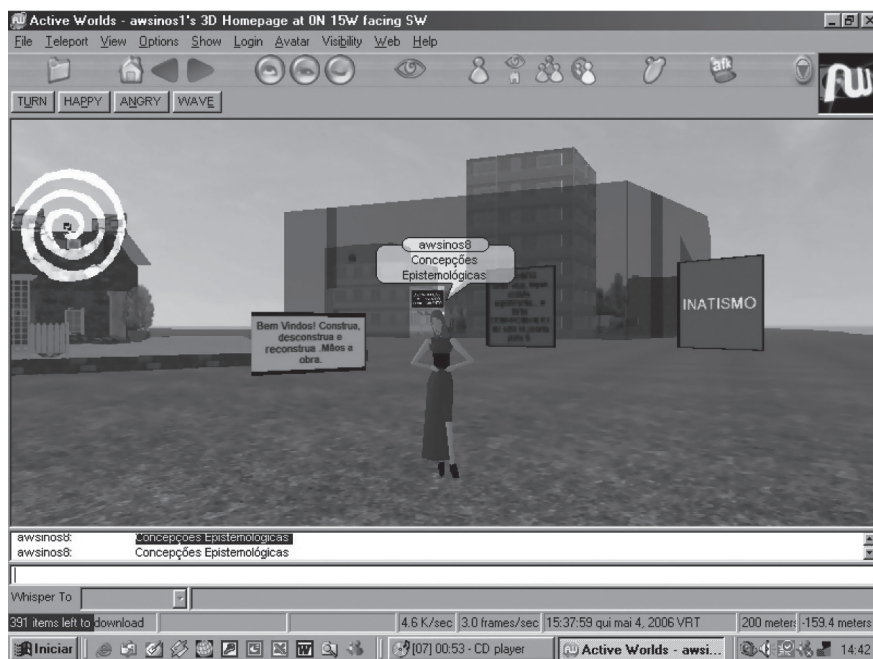 Active Worlds - awsinos1's 3D Homepage at 0N 15W facing SW
File Teleport View Options Show Login Avatar Visibility Web Help
afk
aw
TURN HAPPY ANGRY WAVE
awsinos8
Concepções
Epistemológicas
Bem Vindos! Construa,
desconstrua e
reconstrua .Mãos a
obra.
INATISMO
awsinos8: Concepções Epistemológicas
awsinos8: Concepções Epistemológicas
Whisper To
391 items left to download 4.6 K/sec 3.0 frames/sec 15:37:59 qui mai 4, 2006 VRT 200 meters -159.4 meters
Iniciar [07] 00:53 - CD player Active Worlds - awsi... 14:42